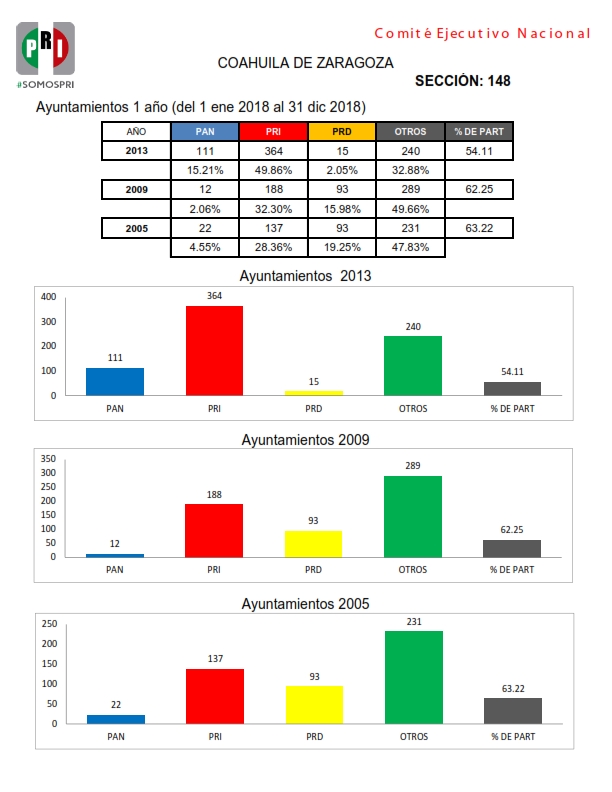 PRI
#SOMOSPRI
Comité Ejecutivo Nacional
COAHUILA DE ZARAGOZA
SECCIÓN: 148
Ayuntamientos 1 año (del 1 ene 2018 al 31 dic 2018)
AÑO PAN PRI PRD OTROS % DE PART
2013 111 364 15 240 54.11
15.21% 49.86% 2.05% 32.88%
2009 12 188 93 289 62.25
2.06% 32.30% 15.98% 49.66%
2005 22 137 93 231 63.22
4.55% 28.36% 19.25% 47.83%
Ayuntamientos 2013
400
300
200
100
0
111
364
15
240
54.11
PAN PRI PRD OTROS % DE PART
Ayuntamientos 2009
350
300
250
200
150
100
50
0
12
188
93
289
62.25
PAN PRI PRD OTROS % DE PART
Ayuntamientos 2005
250
200
150
100
50
0
22
137
93
231
63.22
PAN PRI PRD OTROS % DE PART